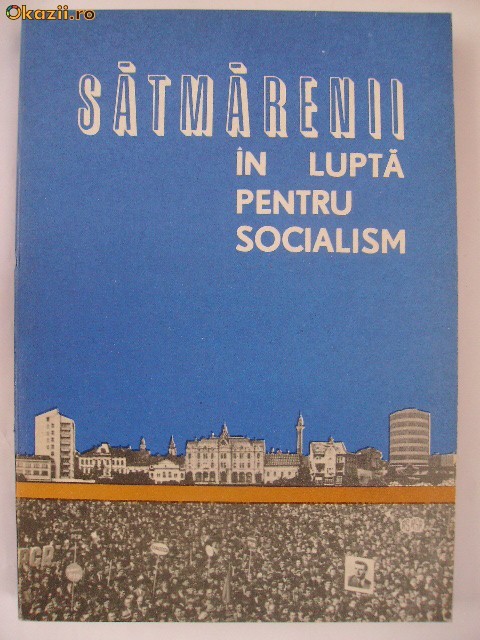 Okazii.ro
SĂTMĂRENII
ÎN LUPTĂ
PENTRU
SOCIALISM